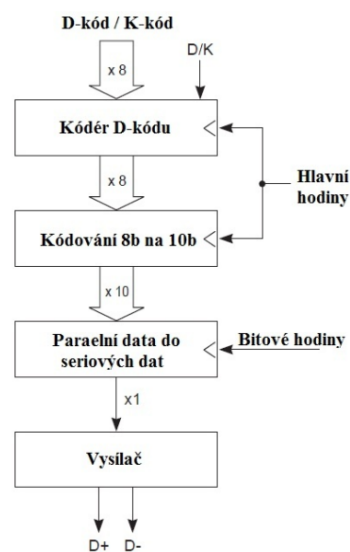 D-kód / K-kód
D/K
x 8
Kódér D-kódu
x 8
Hlavní
hodiny
Kódování 8b na 10b
x 10
Paraelní data do
seriových dat
Bitové hodiny
x1
Vysílač
D+ D-